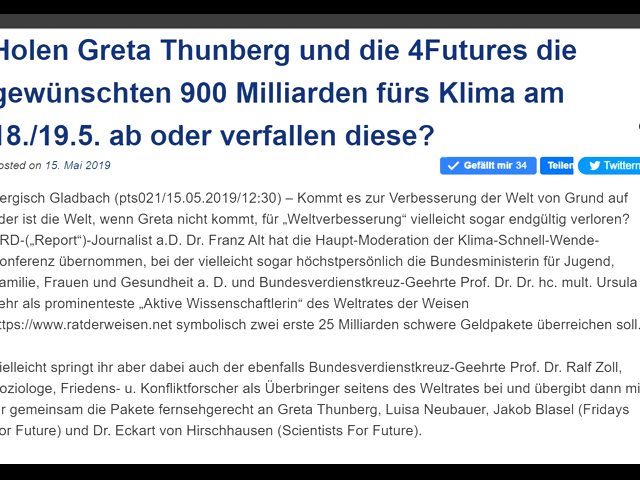 Holen Greta Thunberg und die 4Futures die
gewünschten 900 Milliarden fürs Klima am
18./19.5. ab oder verfallen diese?
osted on 15. Mai 2019
Gefällt mir 34 Teilen Twittern
ergisch Gladbach (pts021/15.05.2019/12:30) – Kommt es zur Verbesserung der Welt von Grund auf
der ist die Welt, wenn Greta nicht kommt, für „Weltverbesserung“ vielleicht sogar endgültig verloren?
RD-(„Report“)-Journalist a.D. Dr. Franz Alt hat die Haupt-Moderation der Klima-Schnell-Wende-
onferenz übernommen, bei der vielleicht sogar höchstpersönlich die Bundesministerin für Jugend,
amilie, Frauen und Gesundheit a. D. und Bundesverdienstkreuz-Geehrte Prof. Dr. Dr. hc. mult. Ursula
ehr als prominenteste „Aktive Wissenschaftlerin“ des Weltrates der Weisen
ttps://www.ratderweisen.net symbolisch zwei erste 25 Milliarden schwere Geldpakete überreichen soll.
ielleicht springt ihr aber dabei auch der ebenfalls Bundesverdienstkreuz-Geehrte Prof. Dr. Ralf Zoll,
oziologe, Friedens- u. Konfliktforscher als Überbringer seitens des Weltrates bei und übergibt dann mi
r gemeinsam die Pakete fernsehgerecht an Greta Thunberg, Luisa Neubauer, Jakob Blasel (Fridays
or Future) und Dr. Eckart von Hirschhausen (Scientists For Future).